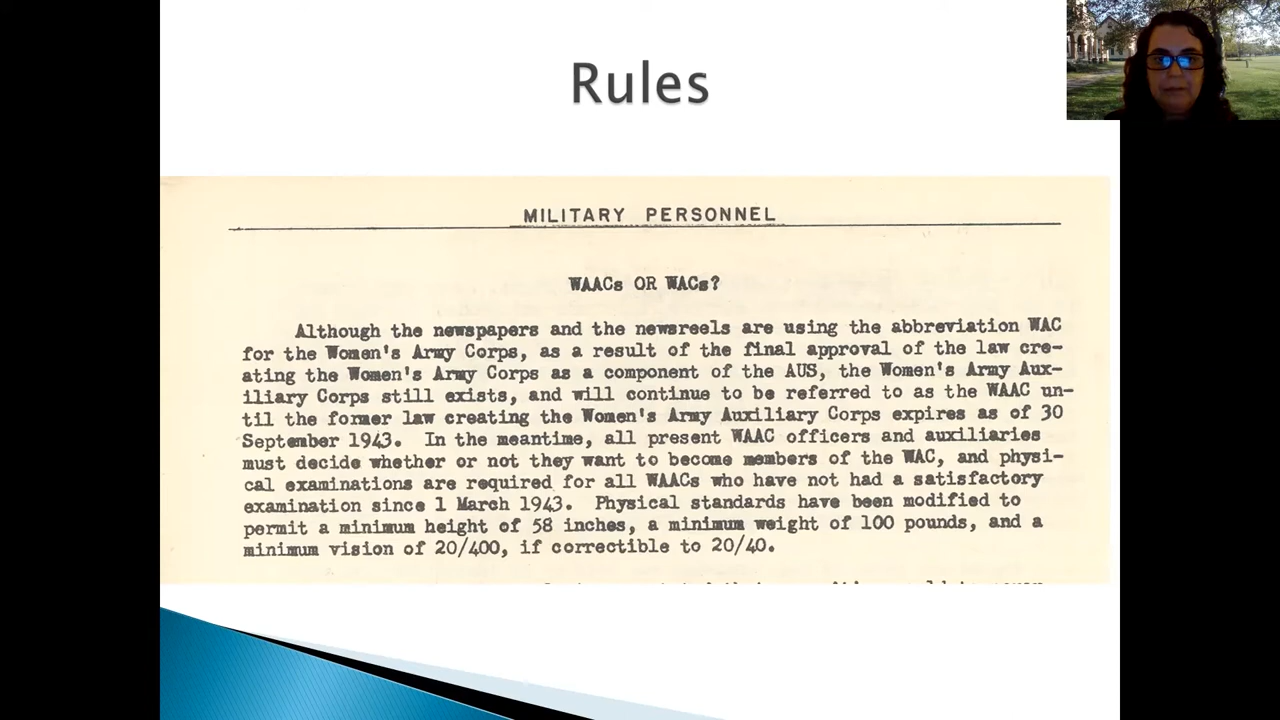 Rules
MILITARY PERSONNEL
WAACs OR WACs?
Although the newspapers and the newsreels are using the abbreviation WAC
for the Women's Army Corps, as a result of the final approval of the law cre-
ating the Women's Army Corps as a component of the AUS, the Women's Army Aux-
iliary Corps still exists, and will continue to be referred to as the WAAC un-
til the former law creating the Women's Army Auxiliary Corps expires as of 30
September 1943. In the meantime, all present WAAC officers and auxiliaries
must decide whether or not they want to become members of the WAC, and physi-
cal examinations are required for all WAACs who have not had a satisfactory
examination since 1 March 1943. Physical standards have been modified to
permit a minimum height of 58 inches, a minimum weight of 100 pounds, and a
minimum vision of 20/400, if correctible to 20/40.